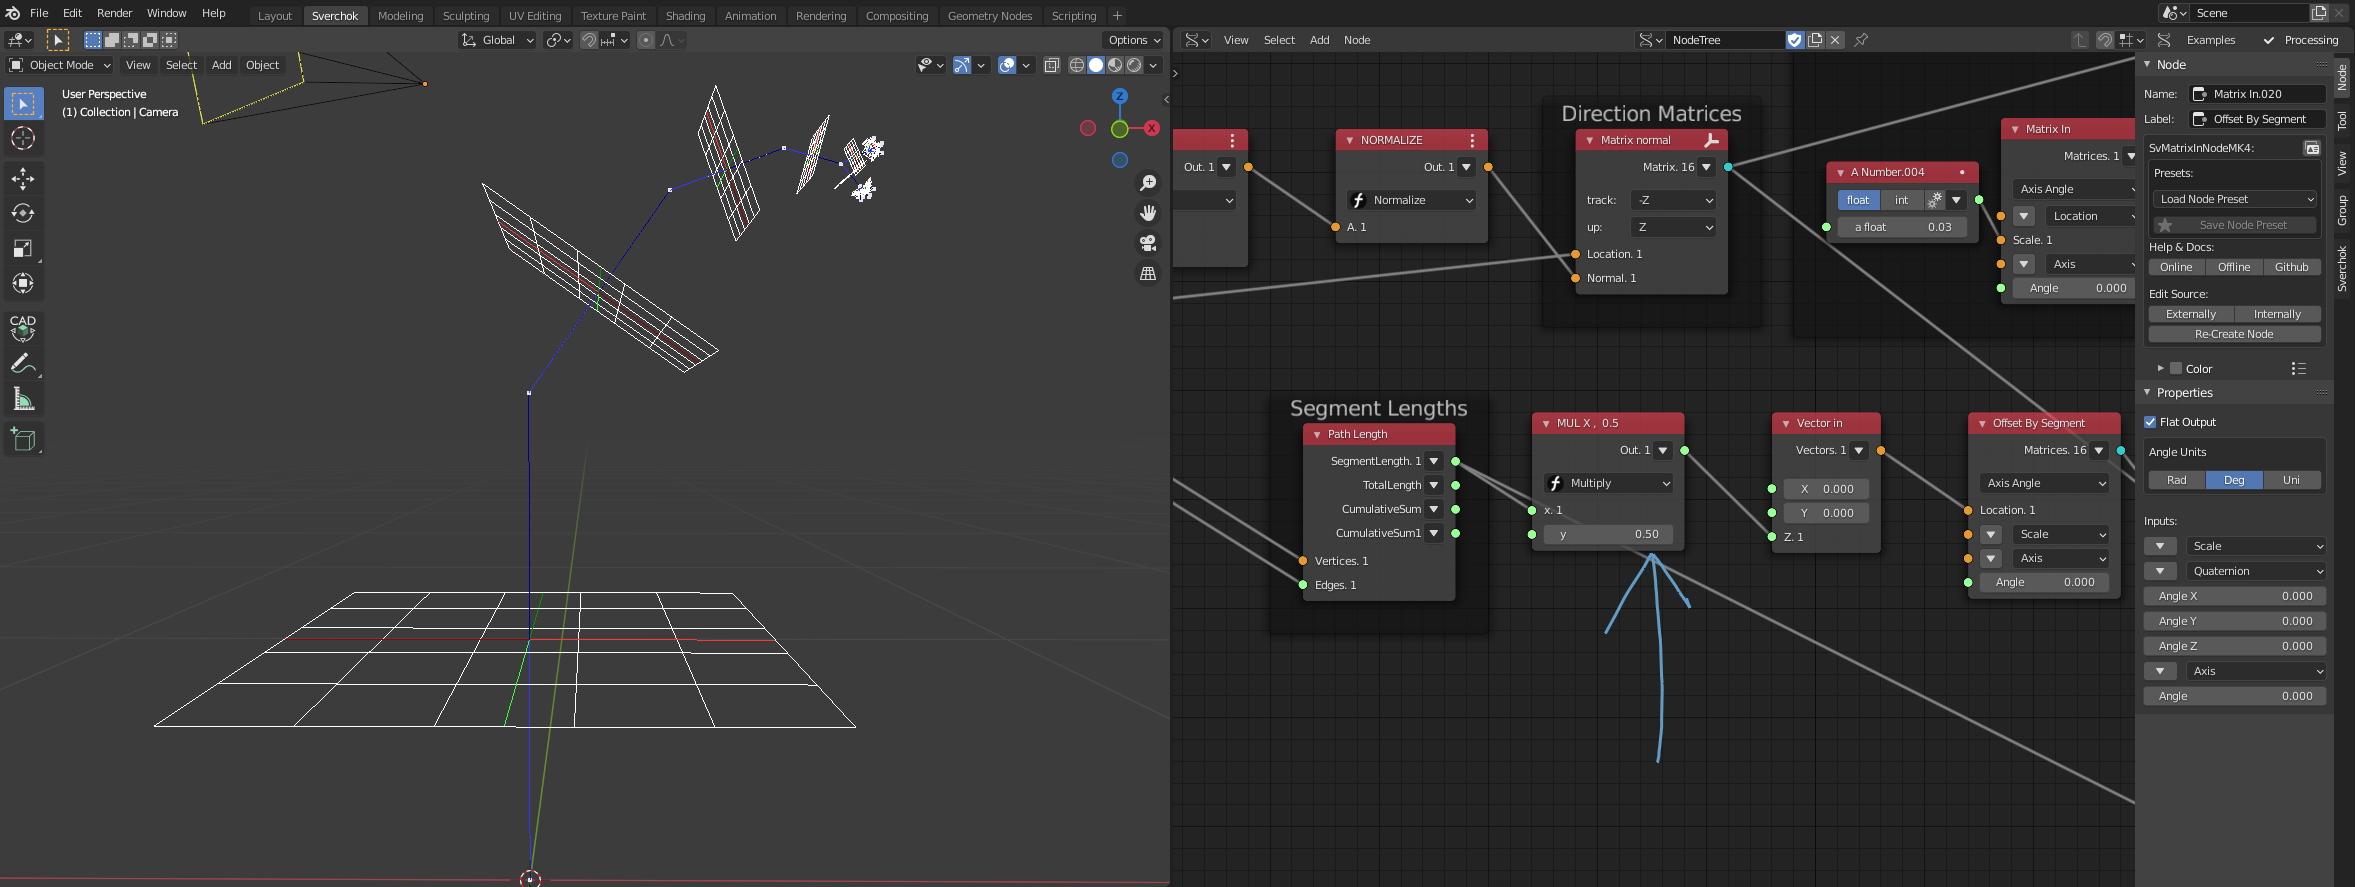 File Edit Render Window Help Layout Sverchok Modeling Sculpting UV Editing Texture Paint Shading Animation Rendering Compositing Geometry Nodes Scripting + Scene
Global Options View Select Add Node NodeTree Examples Processing
Object Mode View Select Add Object
User Perspective
(1) Collection | Camera
Z
X
CAD
Out. 1
NORMALIZE
Out. 1
Normalize
A. 1
Direction Matrices
Matrix normal
Matrix. 16
track: -Z
up: Z
Location. 1
Normal. 1
A Number.004
float int
a float 0.03
Matrix In
Matrices. 1
Axis Angle
Location
Scale. 1
Axis
Angle 0.000
Segment Lengths
Path Length
SegmentLength. 1
TotalLength
CumulativeSum
CumulativeSum1
Vertices. 1
Edges. 1
MUL X , 0.5
Out. 1
Multiply
x. 1
y 0.50
Vector in
Vectors. 1
X 0.000
Y 0.000
Z. 1
Offset By Segment
Matrices. 16
Axis Angle
Location. 1
Scale
Axis
Angle 0.000
Node
Name: Matrix In.020
Label: Offset By Segment
SvMatrixInNodeMK4:
Presets:
Load Node Preset
Save Node Preset
Help & Docs:
Online Offline Github
Edit Source:
Externally Internally
Re-Create Node
Color
Properties
Flat Output
Angle Units
Rad Deg Uni
Inputs:
Scale
Quaternion
Angle X 0.000
Angle Y 0.000
Angle Z 0.000
Axis
Angle 0.000
Node
Tool
View
Group
Sverchok